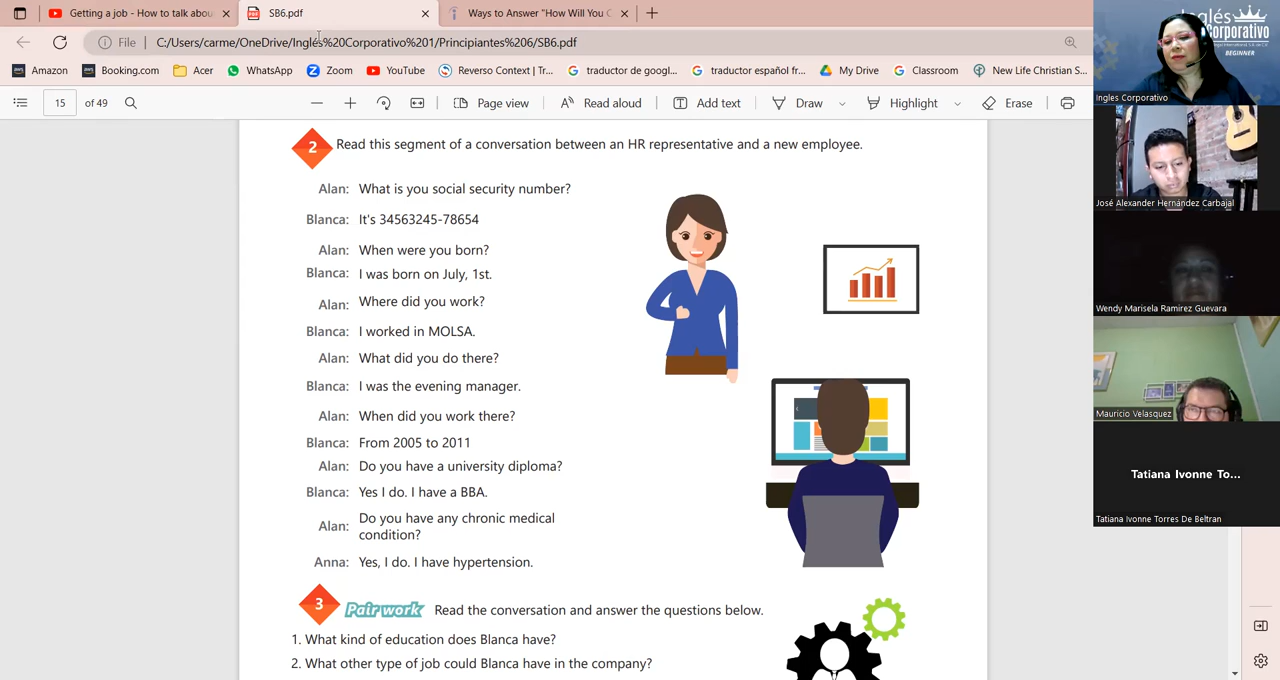 Getting a job - How to talk abou
SB6.pdf
Ways to Answer "How Will You C
File C:/Users/carme/OneDrive/Inglés%20Corporativo%201/Principiantes%206/SB6.pdf
Amazon Booking.com Acer WhatsApp Zoom YouTube Reverso Context | Tr... traductor de googl... traductor español fr... My Drive Classroom New Life Christian S...
15 of 49 Page view Read aloud Add text Draw Highlight Erase
2 Read this segment of a conversation between an HR representative and a new employee.
Alan: What is you social security number?
Blanca: It's 34563245-78654
Alan: When were you born?
Blanca: I was born on July, 1st.
Alan: Where did you work?
Blanca: I worked in MOLSA.
Alan: What did you do there?
Blanca: I was the evening manager.
Alan: When did you work there?
Blanca: From 2005 to 2011
Alan: Do you have a university diploma?
Blanca: Yes I do. I have a BBA.
Alan: Do you have any chronic medical
condition?
Anna: Yes, I do. I have hypertension.
3 Pair work Read the conversation and answer the questions below.
1. What kind of education does Blanca have?
2. What other type of job could Blanca have in the company?
Inglés
Corporativo
BEGINNER
Ingles Corporativo
José Alexander Hernández Carbajal
Wendy Marisela Ramirez Guevara
Mauricio Velasquez
Tatiana Ivonne To...
Tatiana Ivonne Torres De Beltran